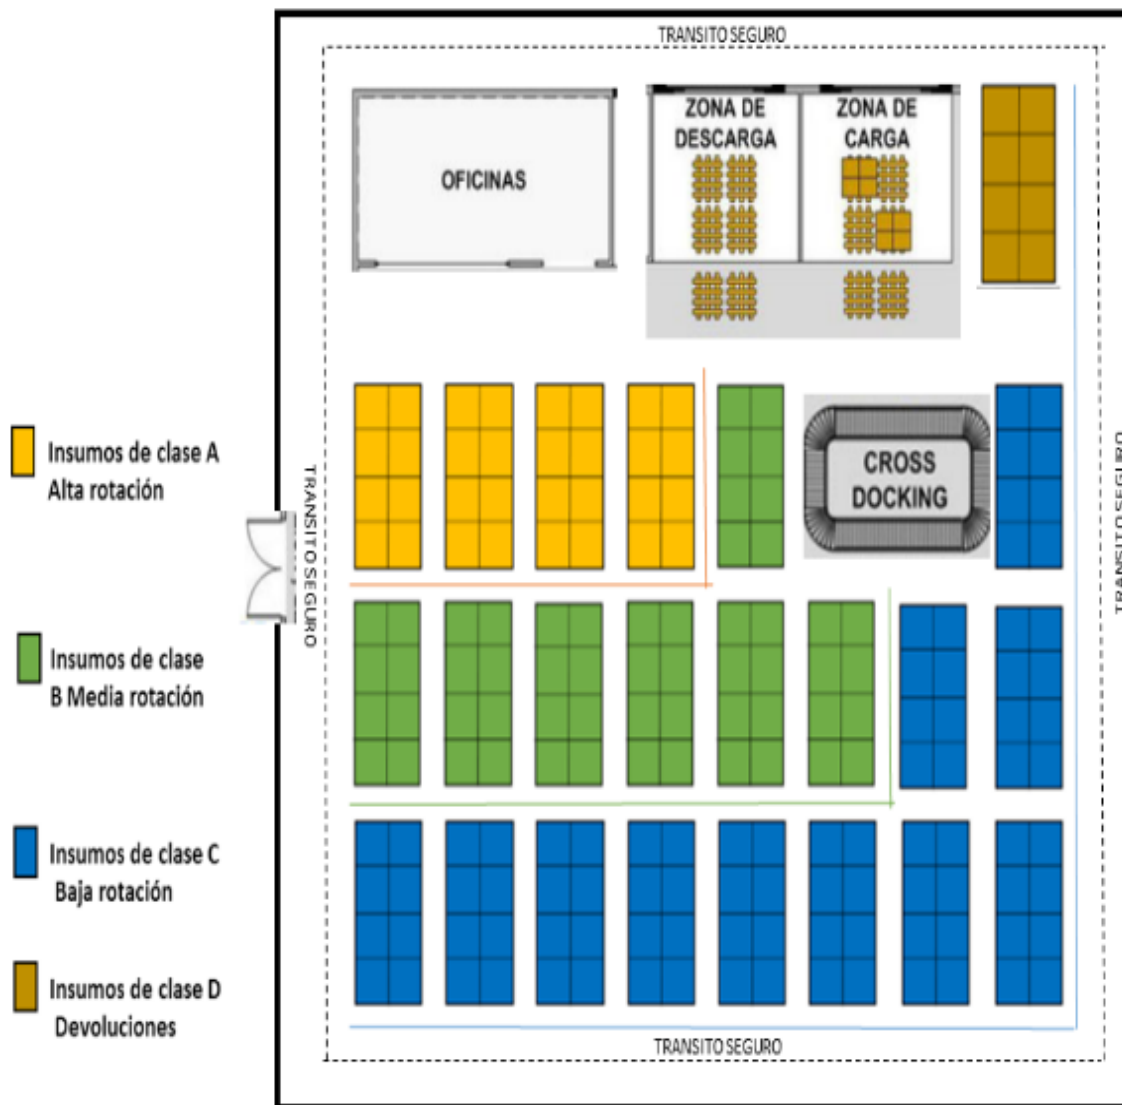 TRANSITO SEGURO
ZONA DE
DESCARGA
ZONA DE
CARGA
OFICINAS
Insumos de clase A
Alta rotación
TRANSITO SEGURO
CROSS
DOCKING
TRANSITO SEGURO
Insumos de clase
B Media rotación
Insumos de clase C
Baja rotación
Insumos de clase D
Devoluciones
TRANSITO SEGURO